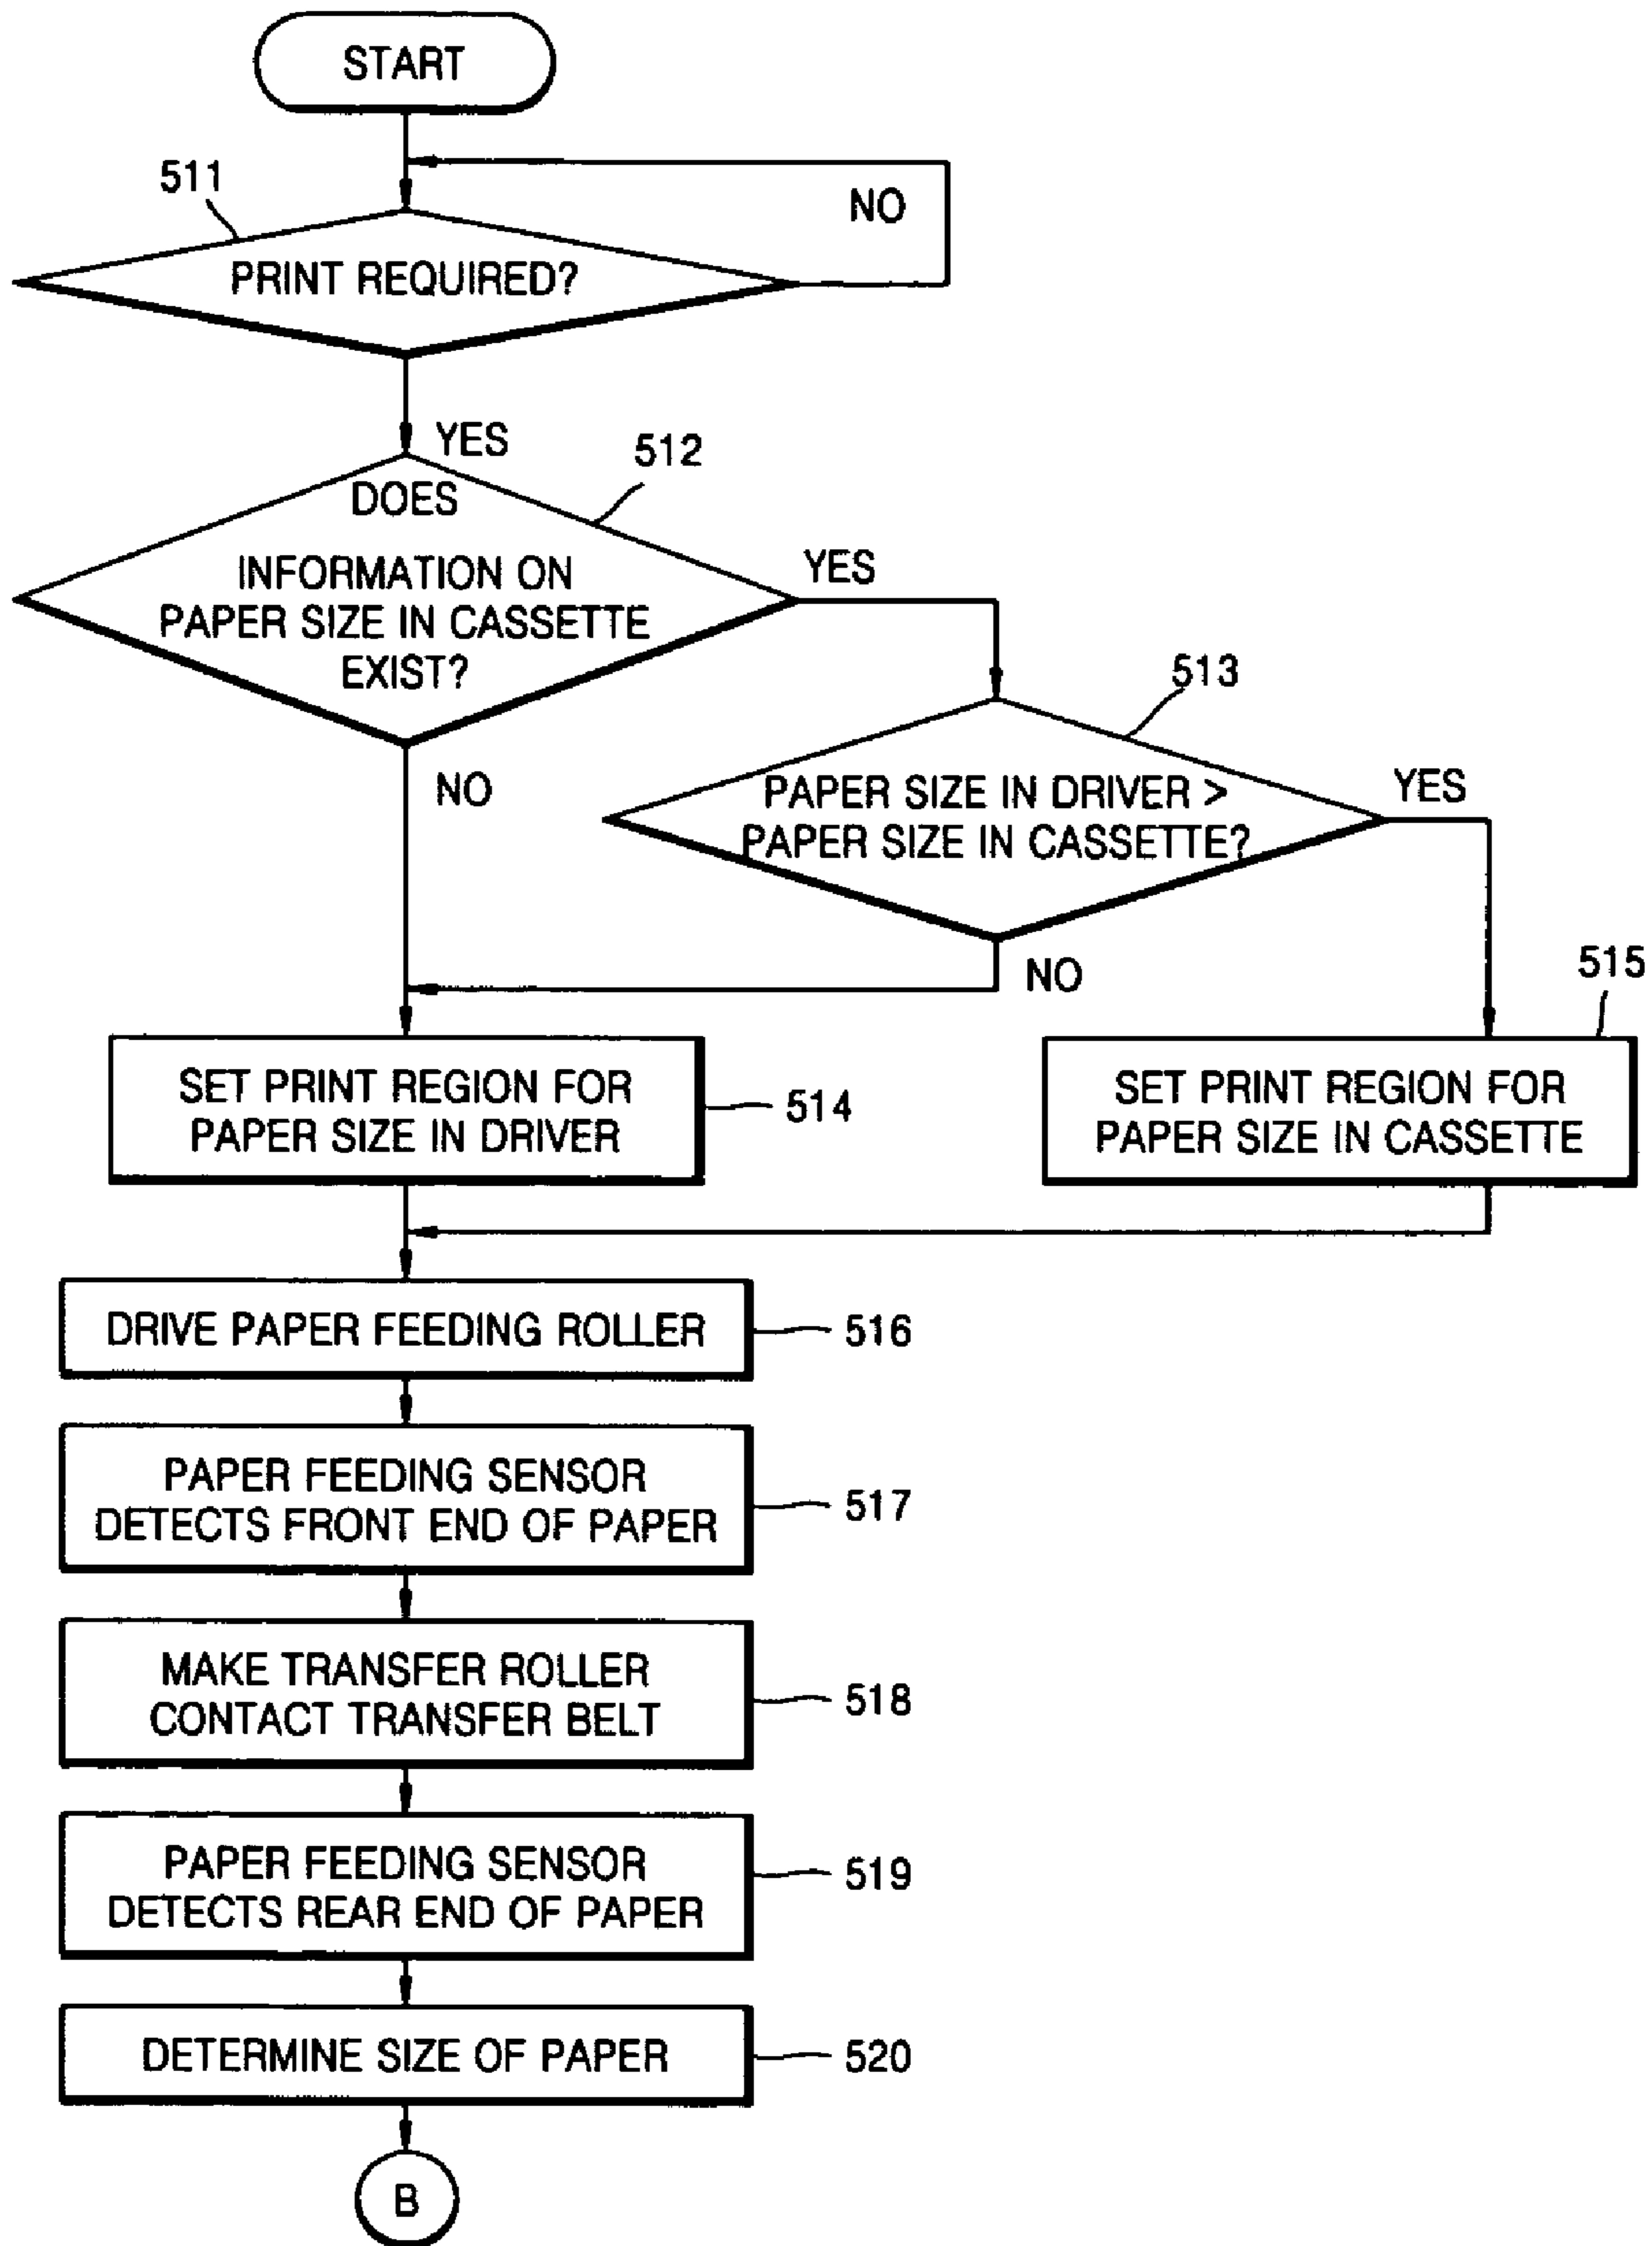 START
511
NO
PRINT REQUIRED?
YES
512
DOES
INFORMATION ON
PAPER SIZE IN CASSETTE
EXIST?
YES
513
NO
PAPER SIZE IN DRIVER >
PAPER SIZE IN CASSETTE?
YES
NO
515
SET PRINT REGION FOR
PAPER SIZE IN DRIVER
514
SET PRINT REGION FOR
PAPER SIZE IN CASSETTE
DRIVE PAPER FEEDING ROLLER
516
PAPER FEEDING SENSOR
DETECTS FRONT END OF PAPER
517
MAKE TRANSFER ROLLER
CONTACT TRANSFER BELT
518
PAPER FEEDING SENSOR
DETECTS REAR END OF PAPER
519
DETERMINE SIZE OF PAPER
520
B